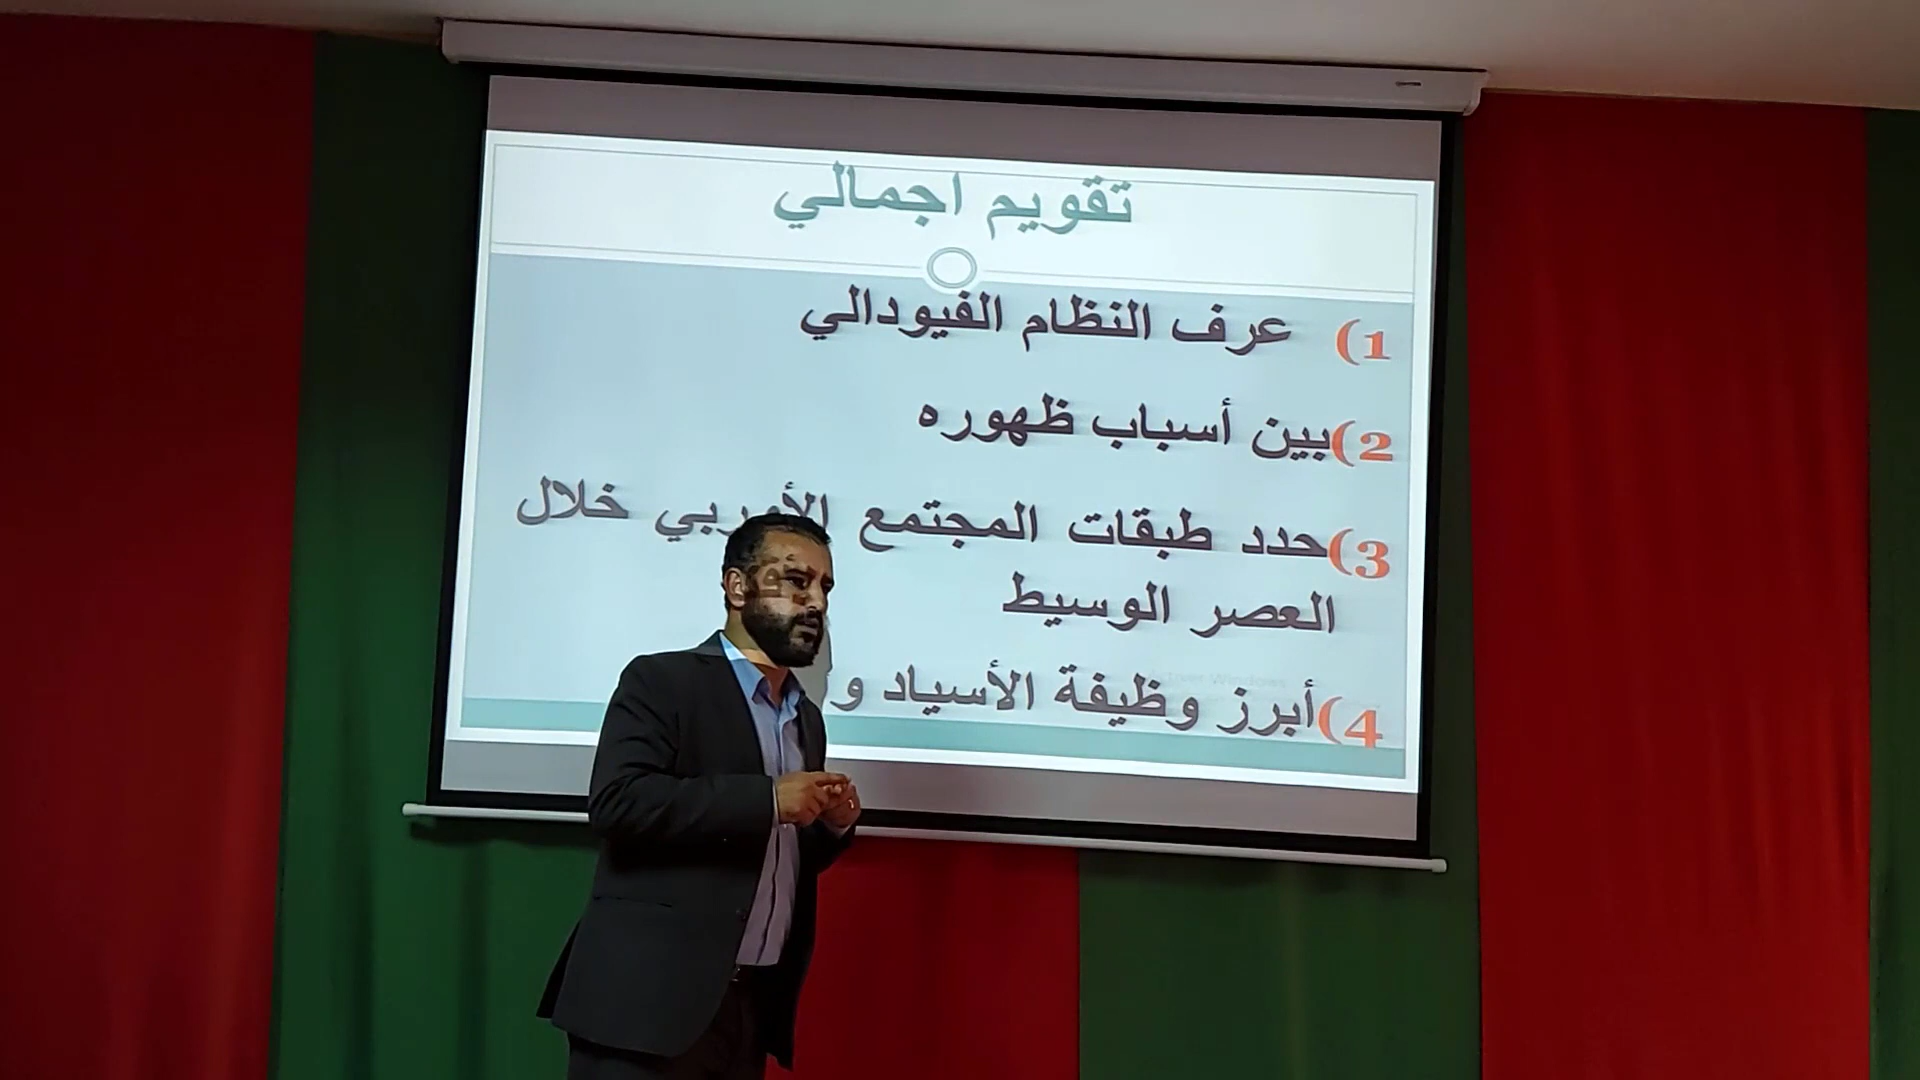 تقويم اجمالي
1) عرف النظام الفيودالي
2) بين أسباب ظهوره
3) حدد طبقات المجتمع الأوربي خلال
العصر الوسيط
4) أبرز وظيفة الأسياد و